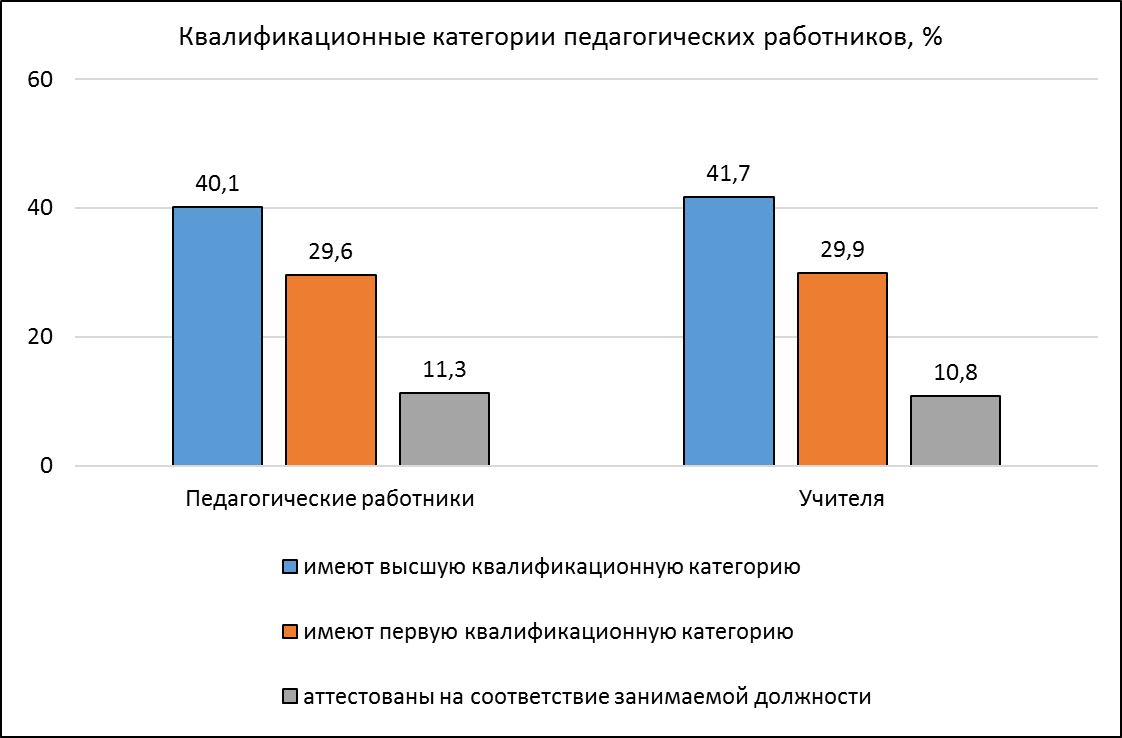 Квалификационные категории педагогических работников, %
60
40
20
0
40,1
29,6
11,3
41,7
29,9
10,8
Педагогические работники
Учителя
имеют высшую квалификационную категорию
имеют первую квалификационную категорию
аттестованы на соответствие занимаемой должности